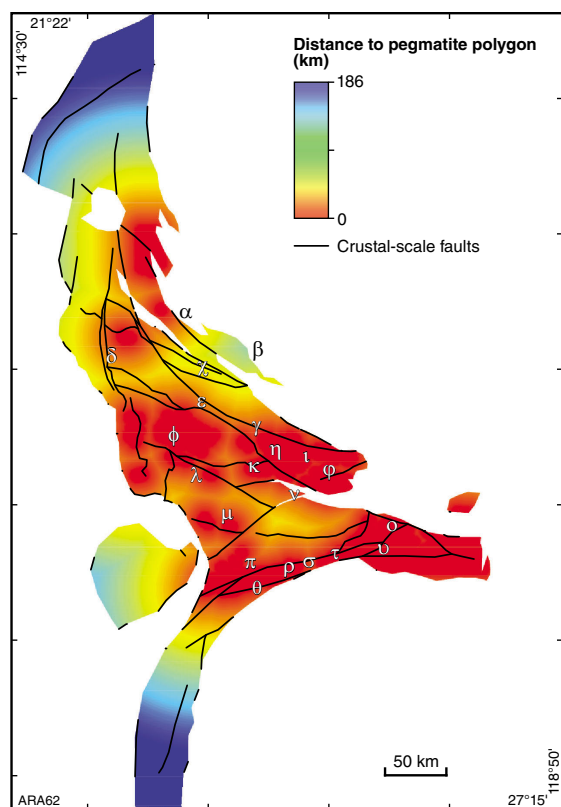 21°22'
114°30'
Distance to pegmatite polygon
(km)
186
0
Crustal-scale faults
α
β
δ
χ
ε
γ
ϕ
η
ι
κ
φ
λ
ν
μ
ο
π
τ
υ
ρ
σ
θ
50 km
ARA62
27°15'
118°50'